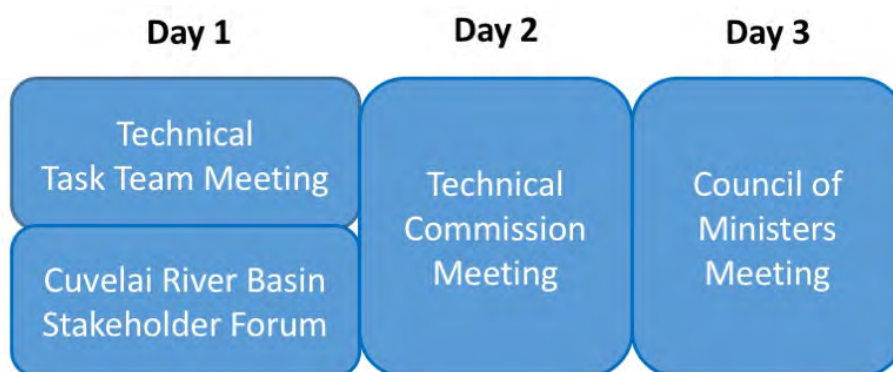 Day 1
Day 2
Day 3
Technical
Task Team Meeting
Cuvelai River Basin
Stakeholder Forum
Technical
Commission
Meeting
Council of
Ministers
Meeting